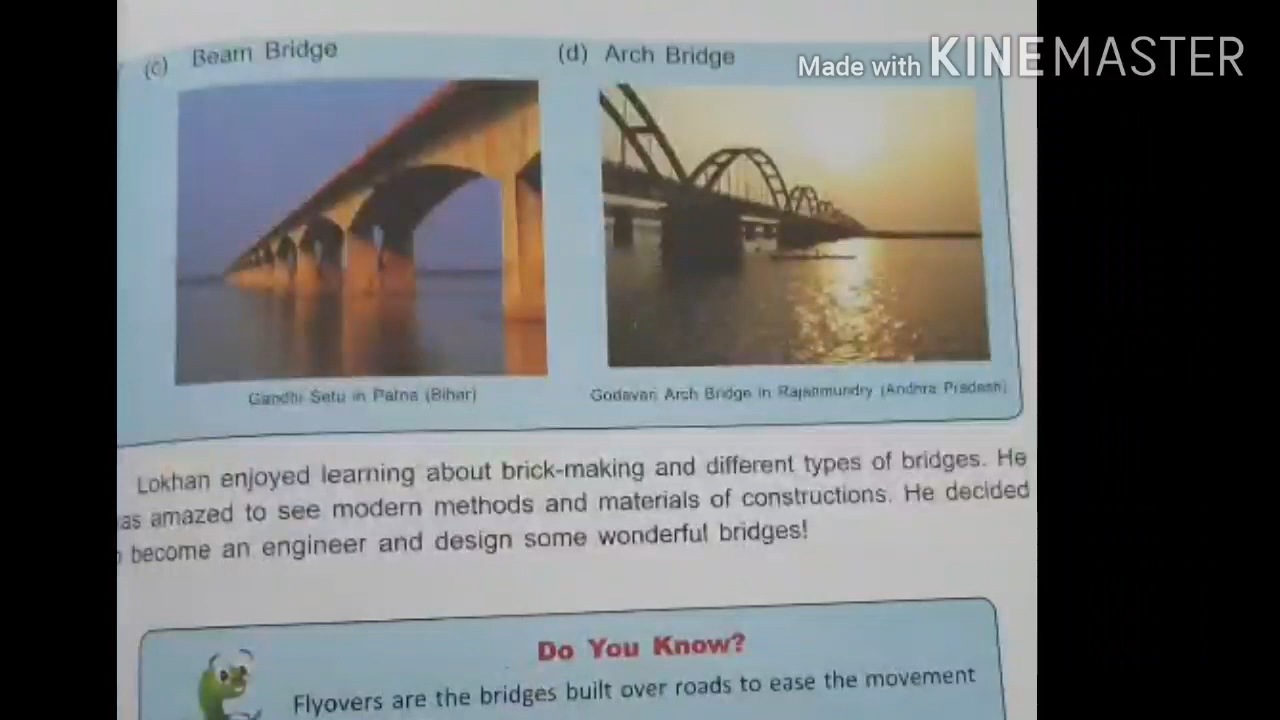 (c) Beam Bridge
(d) Arch Bridge
Made with KINEMASTER
Gandhi Setu in Patna (Bihar)
Godavari Arch Bridge in Rajahmundry (Andhra Pradesh)
Lokhan enjoyed learning about brick-making and different types of bridges. He
as amazed to see modern methods and materials of constructions. He decided
become an engineer and design some wonderful bridges!
Do You Know?
Flyovers are the bridges built over roads to ease the movement